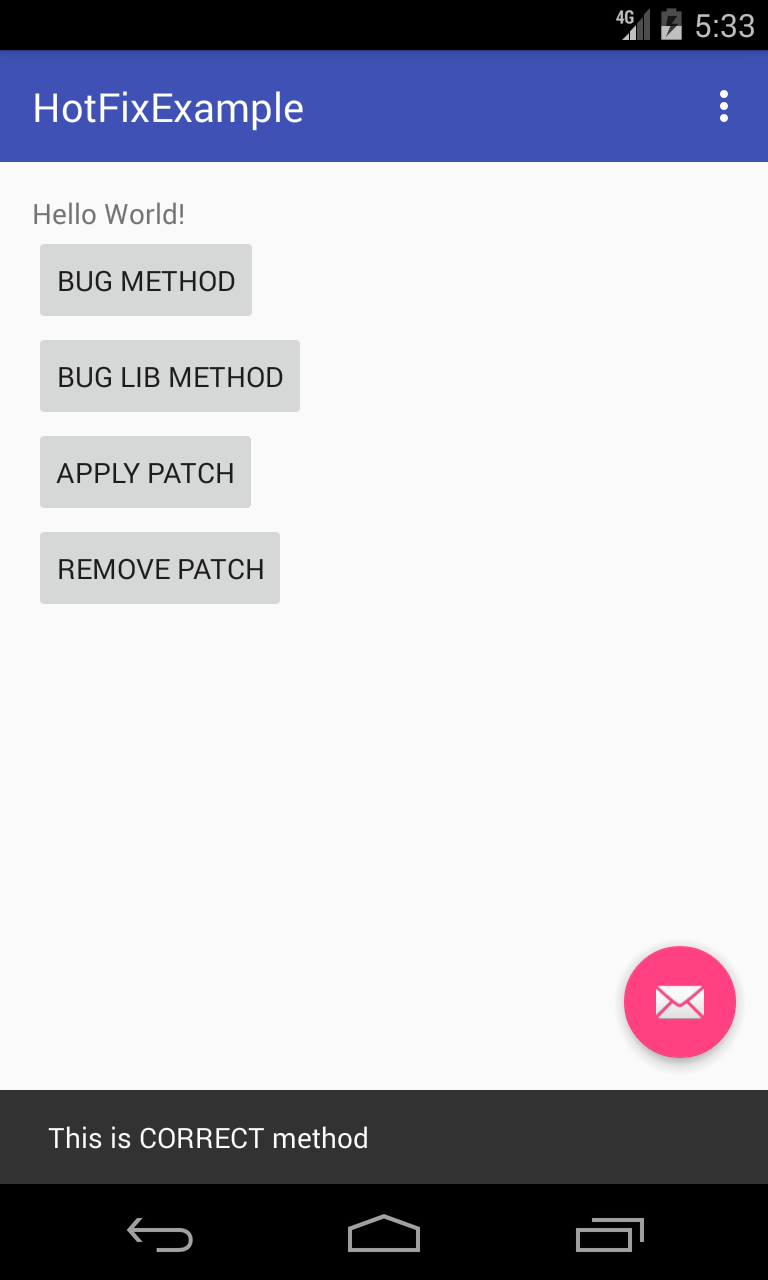 4G 5:33
HotFixExample
Hello World!
BUG METHOD
BUG LIB METHOD
APPLY PATCH
REMOVE PATCH
This is CORRECT method